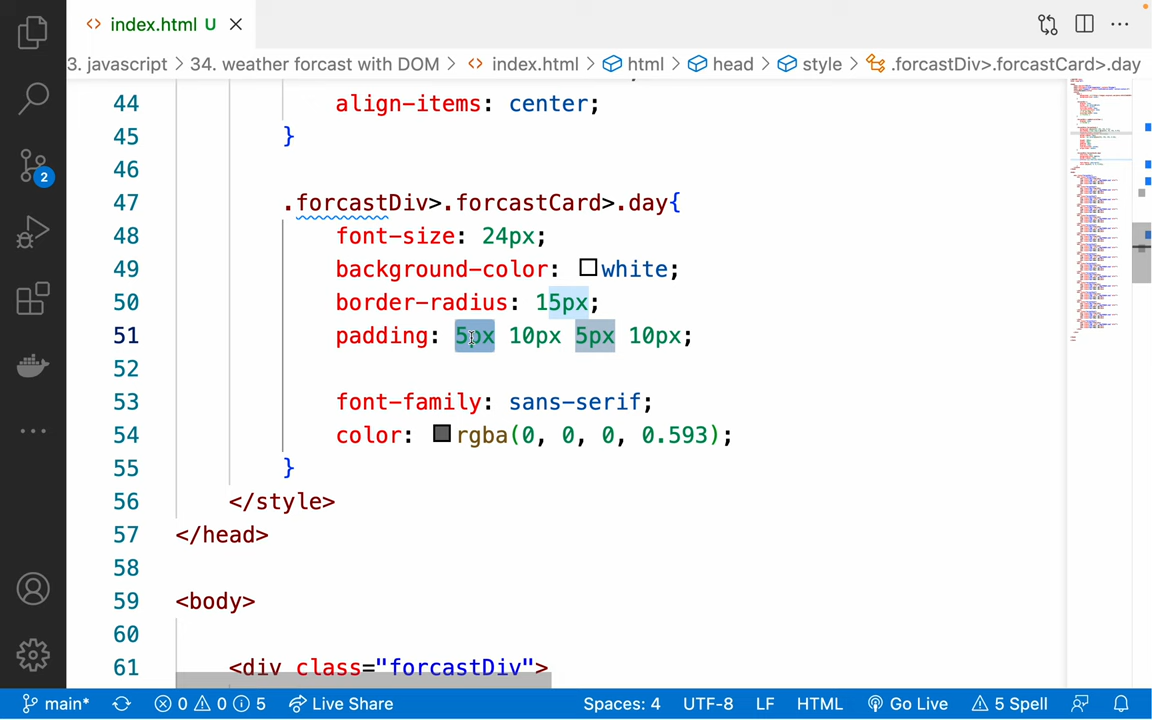 index.html U
3. javascript > 34. weather forcast with DOM > index.html > html > head > style > .forcastDiv>.forcastCard>.day
44 align-items: center;
45 }
46
47 .forcastDiv>.forcastCard>.day{
48 font-size: 24px;
49 background-color: white;
50 border-radius: 15px;
51 padding: 5px 10px 5px 10px;
52
53 font-family: sans-serif;
54 color: rgba(0, 0, 0, 0.593);
55 }
56 </style>
57 </head>
58
59 <body>
60
61 <div class="forcastDiv">
2
main* 0 0 5 Live Share Spaces: 4 UTF-8 LF HTML Go Live 5 Spell